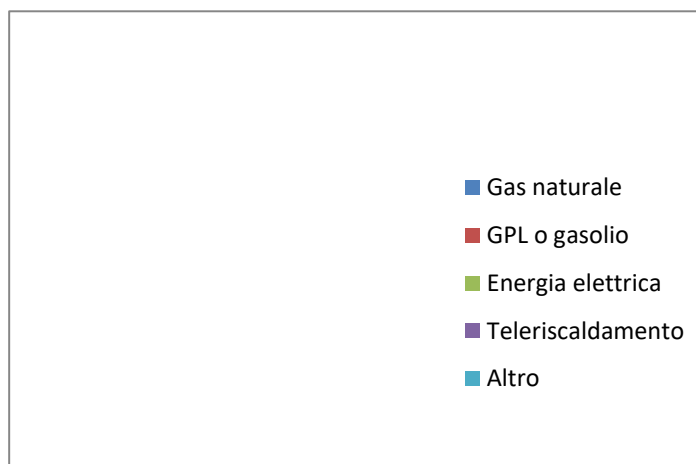 Gas naturale
GPL o gasolio
Energia elettrica
Teleriscaldamento
Altro